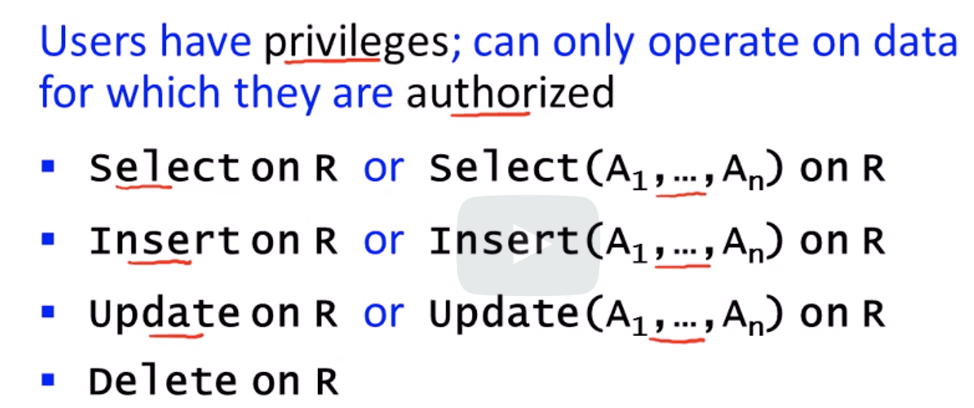 Users have privileges; can only operate on data
for which they are authorized
▪ Select on R or Select(A₁,…,Aₙ) on R
▪ Insert on R or Insert(A₁,…,Aₙ) on R
▪ Update on R or Update(A₁,…,Aₙ) on R
▪ Delete on R